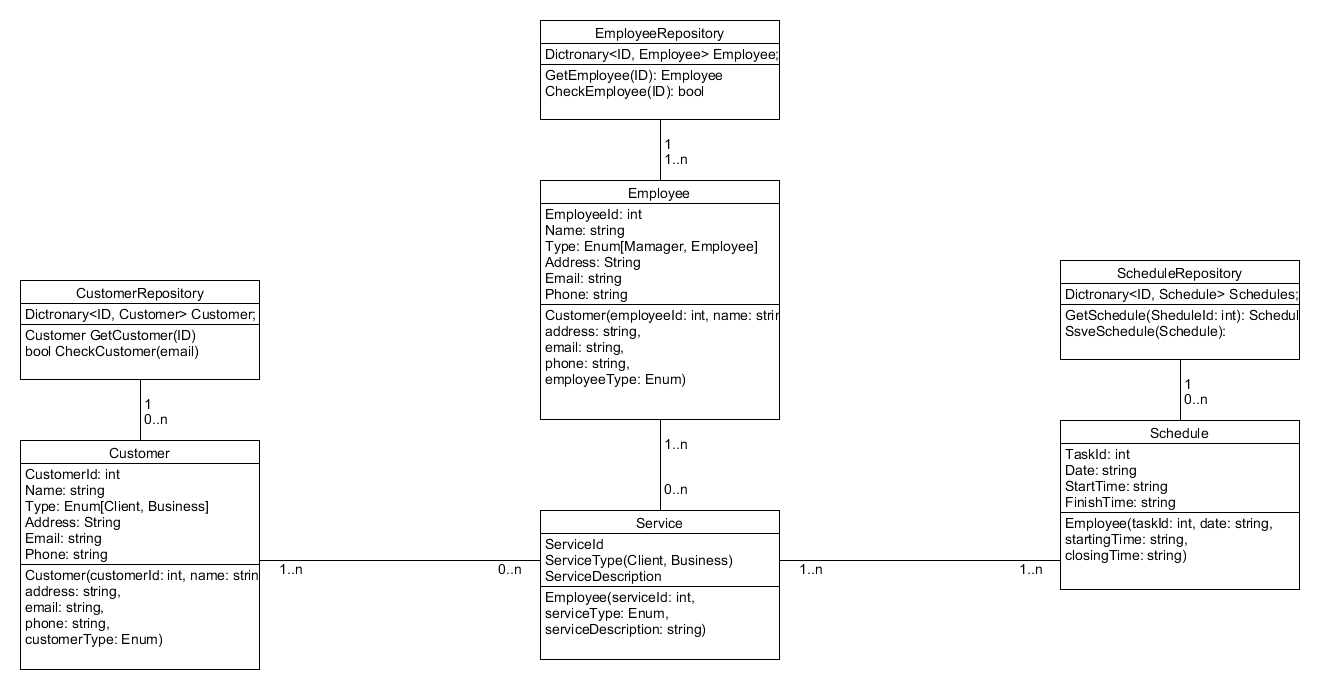 EmployeeRepository
Dictronary<ID, Employee> Employee;
GetEmployee(ID): Employee
CheckEmployee(ID): bool
1
1..n
Employee
EmployeeId: int
Name: string
Type: Enum[Mamager, Employee]
Address: String
Email: string
Phone: string
Customer(employeeId: int, name: strin
address: string,
email: string,
phone: string,
employeeType: Enum)
1..n
0..n
CustomerRepository
Dictronary<ID, Customer> Customer;
Customer GetCustomer(ID)
bool CheckCustomer(email)
1
0..n
Customer
CustomerId: int
Name: string
Type: Enum[Client, Business]
Address: String
Email: string
Phone: string
Customer(customerId: int, name: strin
address: string,
email: string,
phone: string,
customerType: Enum)
1..n
0..n
Service
ServiceId
ServiceType(Client, Business)
ServiceDescription
Employee(serviceId: int,
serviceType: Enum,
serviceDescription: string)
1..n
1..n
ScheduleRepository
Dictronary<ID, Schedule> Schedules;
GetSchedule(SheduleId: int): Schedul
SsveSchedule(Schedule):
1
0..n
Schedule
TaskId: int
Date: string
StartTime: string
FinishTime: string
Employee(taskId: int, date: string,
startingTime: string,
closingTime: string)